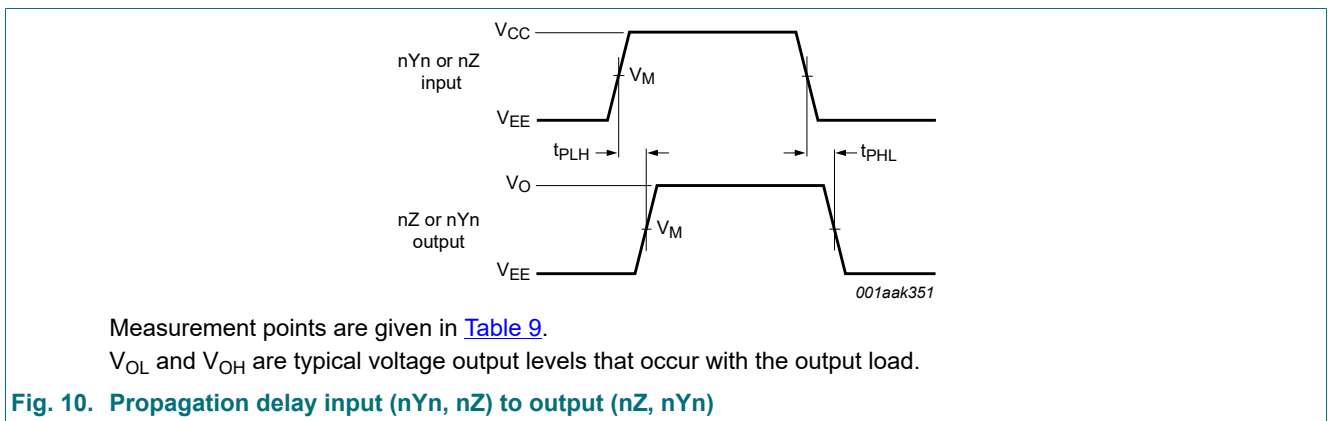 VCC
nYn or nZ
input
VM
VEE
tPLH
tPHL
VO
nZ or nYn
output
VM
VEE
001aak351
Measurement points are given in Table 9.
VOL and VOH are typical voltage output levels that occur with the output load.
Fig. 10. Propagation delay input (nYn, nZ) to output (nZ, nYn)